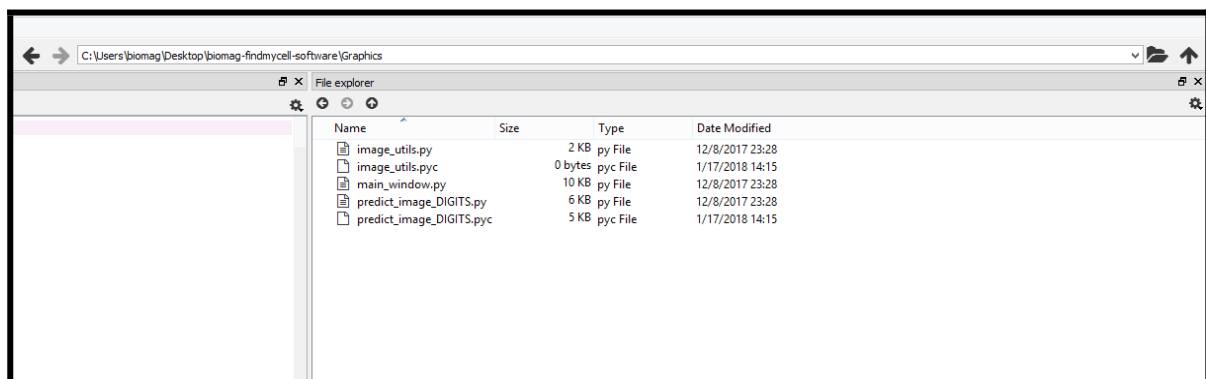 C:\Users\biomag\Desktop\biomag-findmycell-software\Graphics
File explorer
Name Size Type Date Modified
image_utils.py 2 KB py File 12/8/2017 23:28
image_utils.pyc 0 bytes pyc File 1/17/2018 14:15
main_window.py 10 KB py File 12/8/2017 23:28
predict_image_DIGITS.py 6 KB py File 12/8/2017 23:28
predict_image_DIGITS.pyc 5 KB pyc File 1/17/2018 14:15